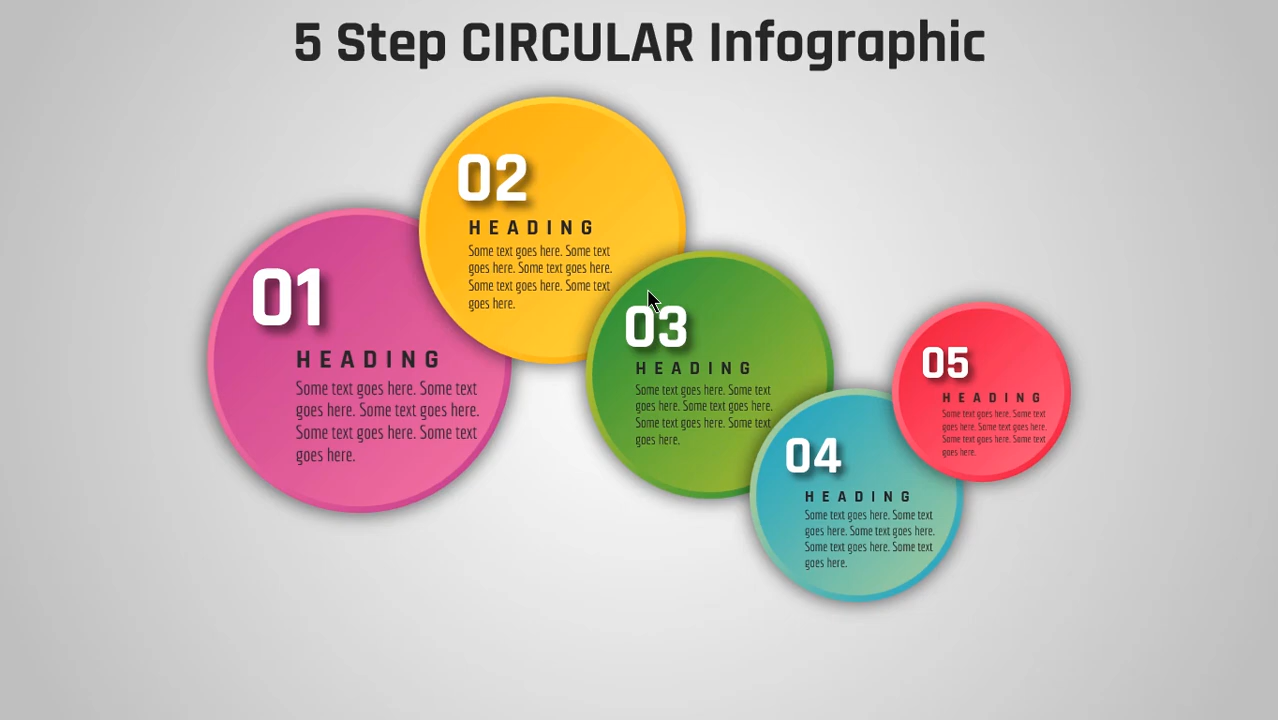 5 Step CIRCULAR Infographic
01
HEADING
Some text goes here. Some text
goes here. Some text goes here.
Some text goes here. Some text
goes here.
02
HEADING
Some text goes here. Some text
goes here. Some text goes here.
Some text goes here. Some text
goes here.
03
HEADING
Some text goes here. Some text
goes here. Some text goes here.
Some text goes here. Some text
goes here.
04
HEADING
Some text goes here. Some text
goes here. Some text goes here.
Some text goes here. Some text
goes here.
05
HEADING
Some text goes here. Some text
goes here. Some text goes here.
Some text goes here. Some text
goes here.